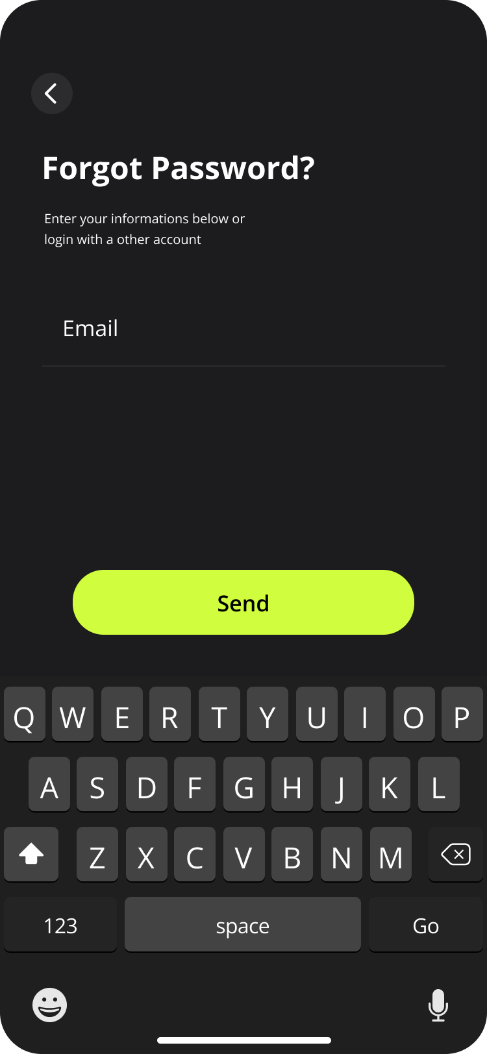 Forgot Password?
Enter your informations below or
login with a other account
Email
Send
Q W E R T Y U I O P
A S D F G H J K L
Z X C V B N M
123 space Go